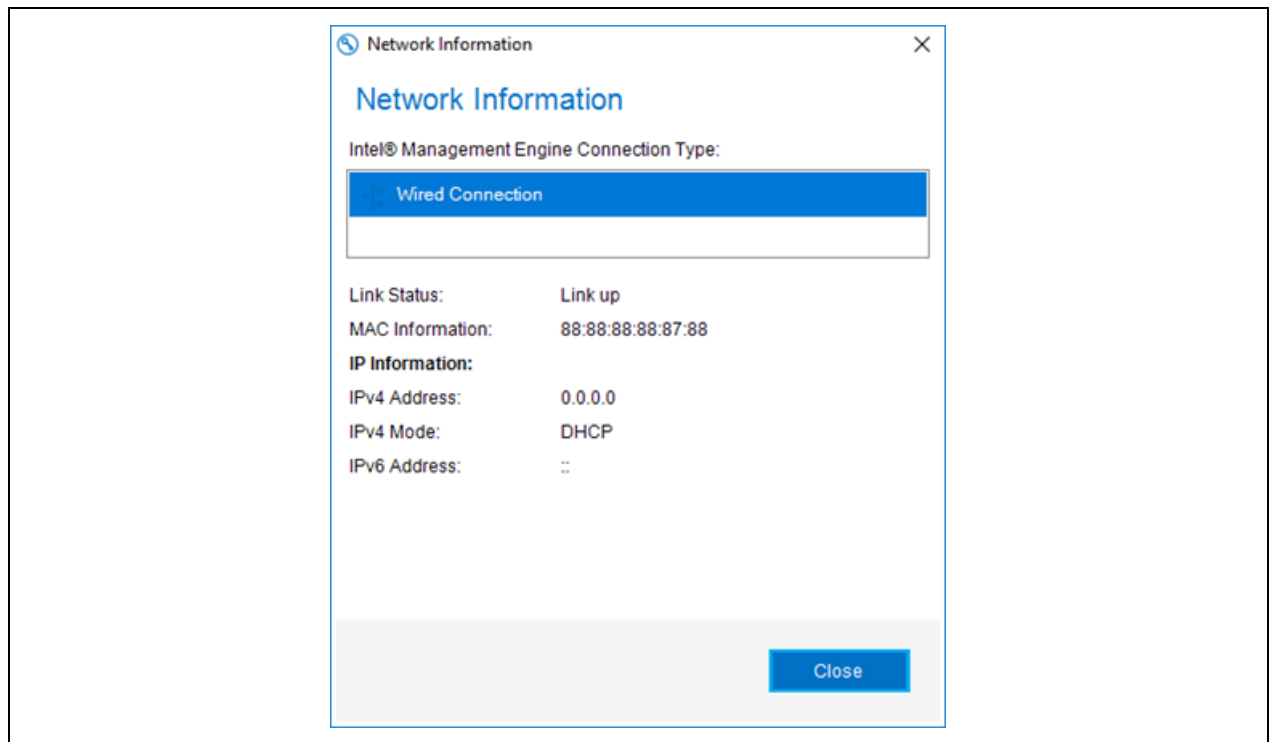 Network Information
Network Information
Intel® Management Engine Connection Type:
Wired Connection
Link Status: Link up
MAC Information: 88:88:88:88:87:88
IP Information:
IPv4 Address: 0.0.0.0
IPv4 Mode: DHCP
IPv6 Address: ::
Close